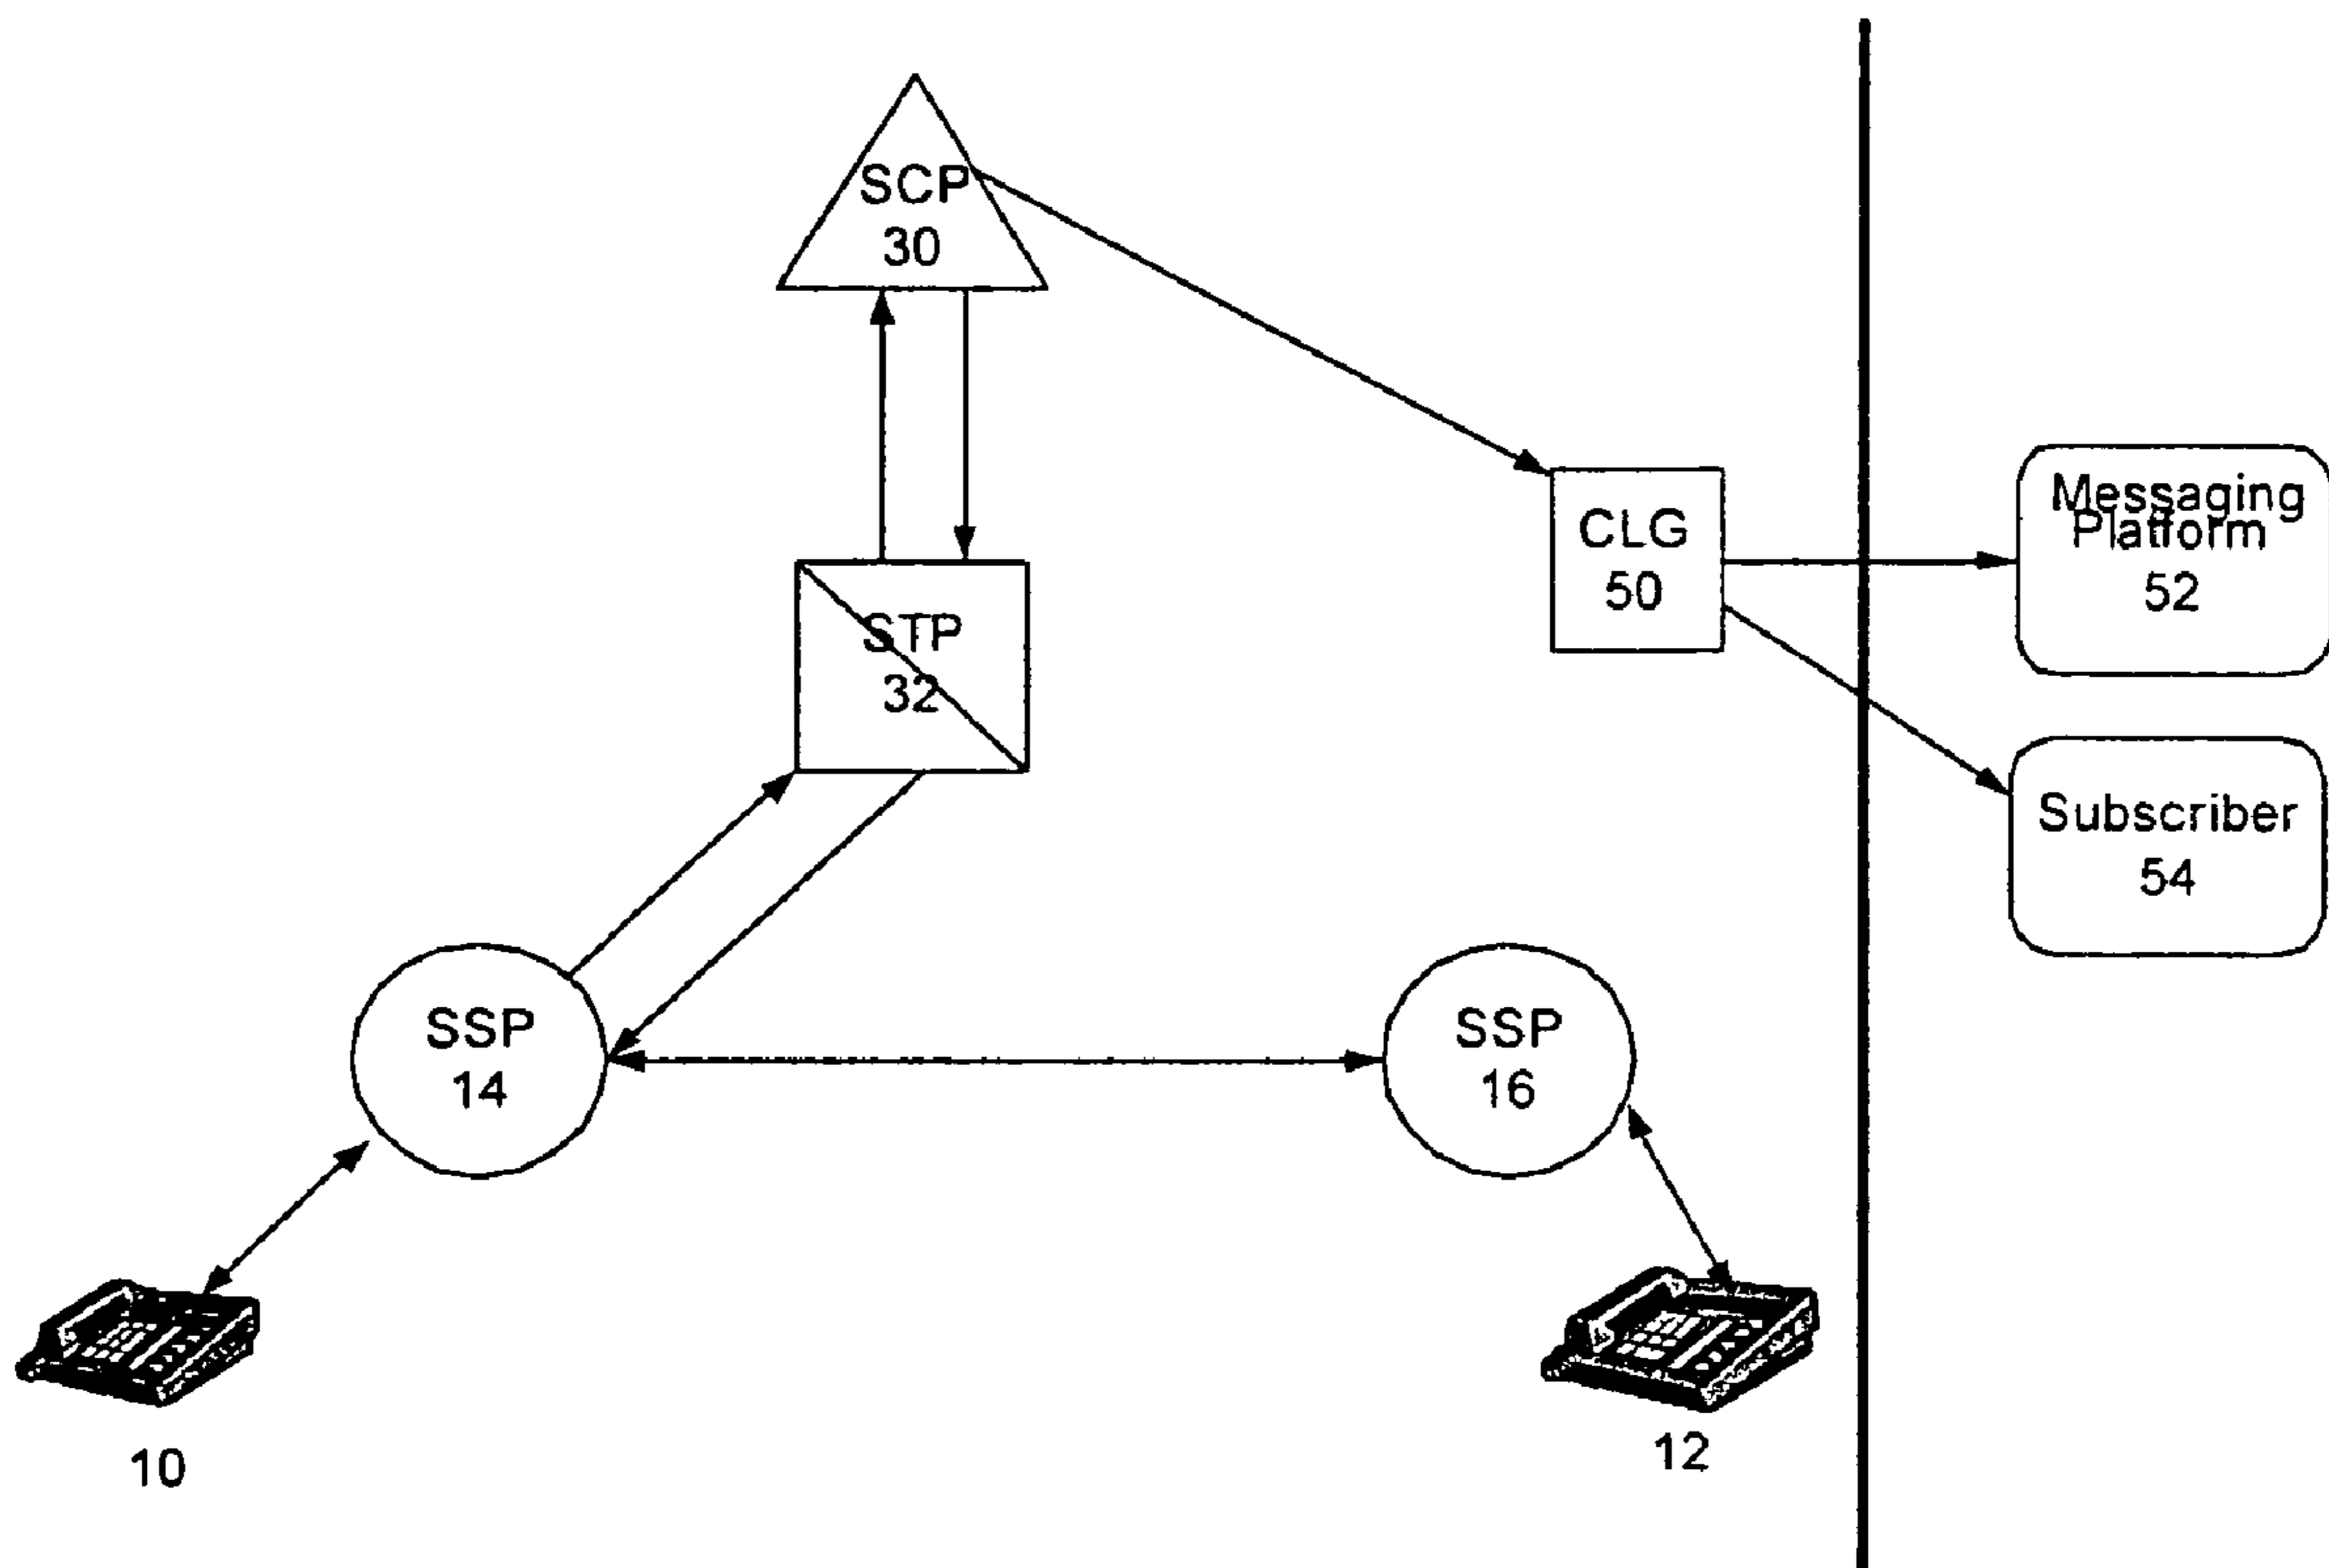 SCP
30
STP
32
CLG
50
Messaging
Platform
52
Subscriber
54
SSP
14
SSP
16
10
12